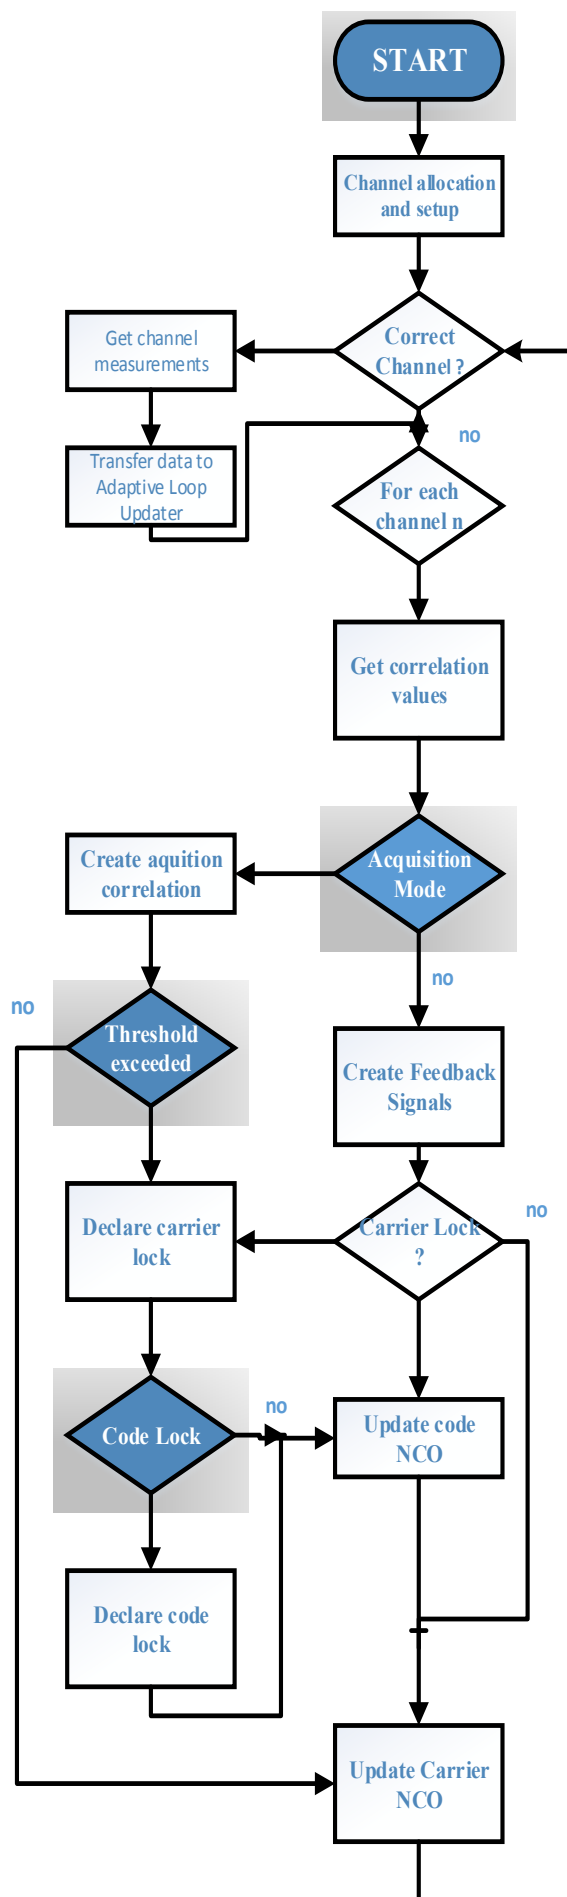 START
Channel allocation
and setup
Correct
Channel ?
Get channel
measurements
no
Transfer data to
Adaptive Loop
Updater
For each
channel n
Get correlation
values
Acquisition
Mode
Create aquition
correlation
no
no
Threshold
exceeded
Create Feedback
Signals
no
Declare carrier
lock
Carrier Lock
?
no
Code Lock
Update code
NCO
Declare code
lock
Update Carrier
NCO